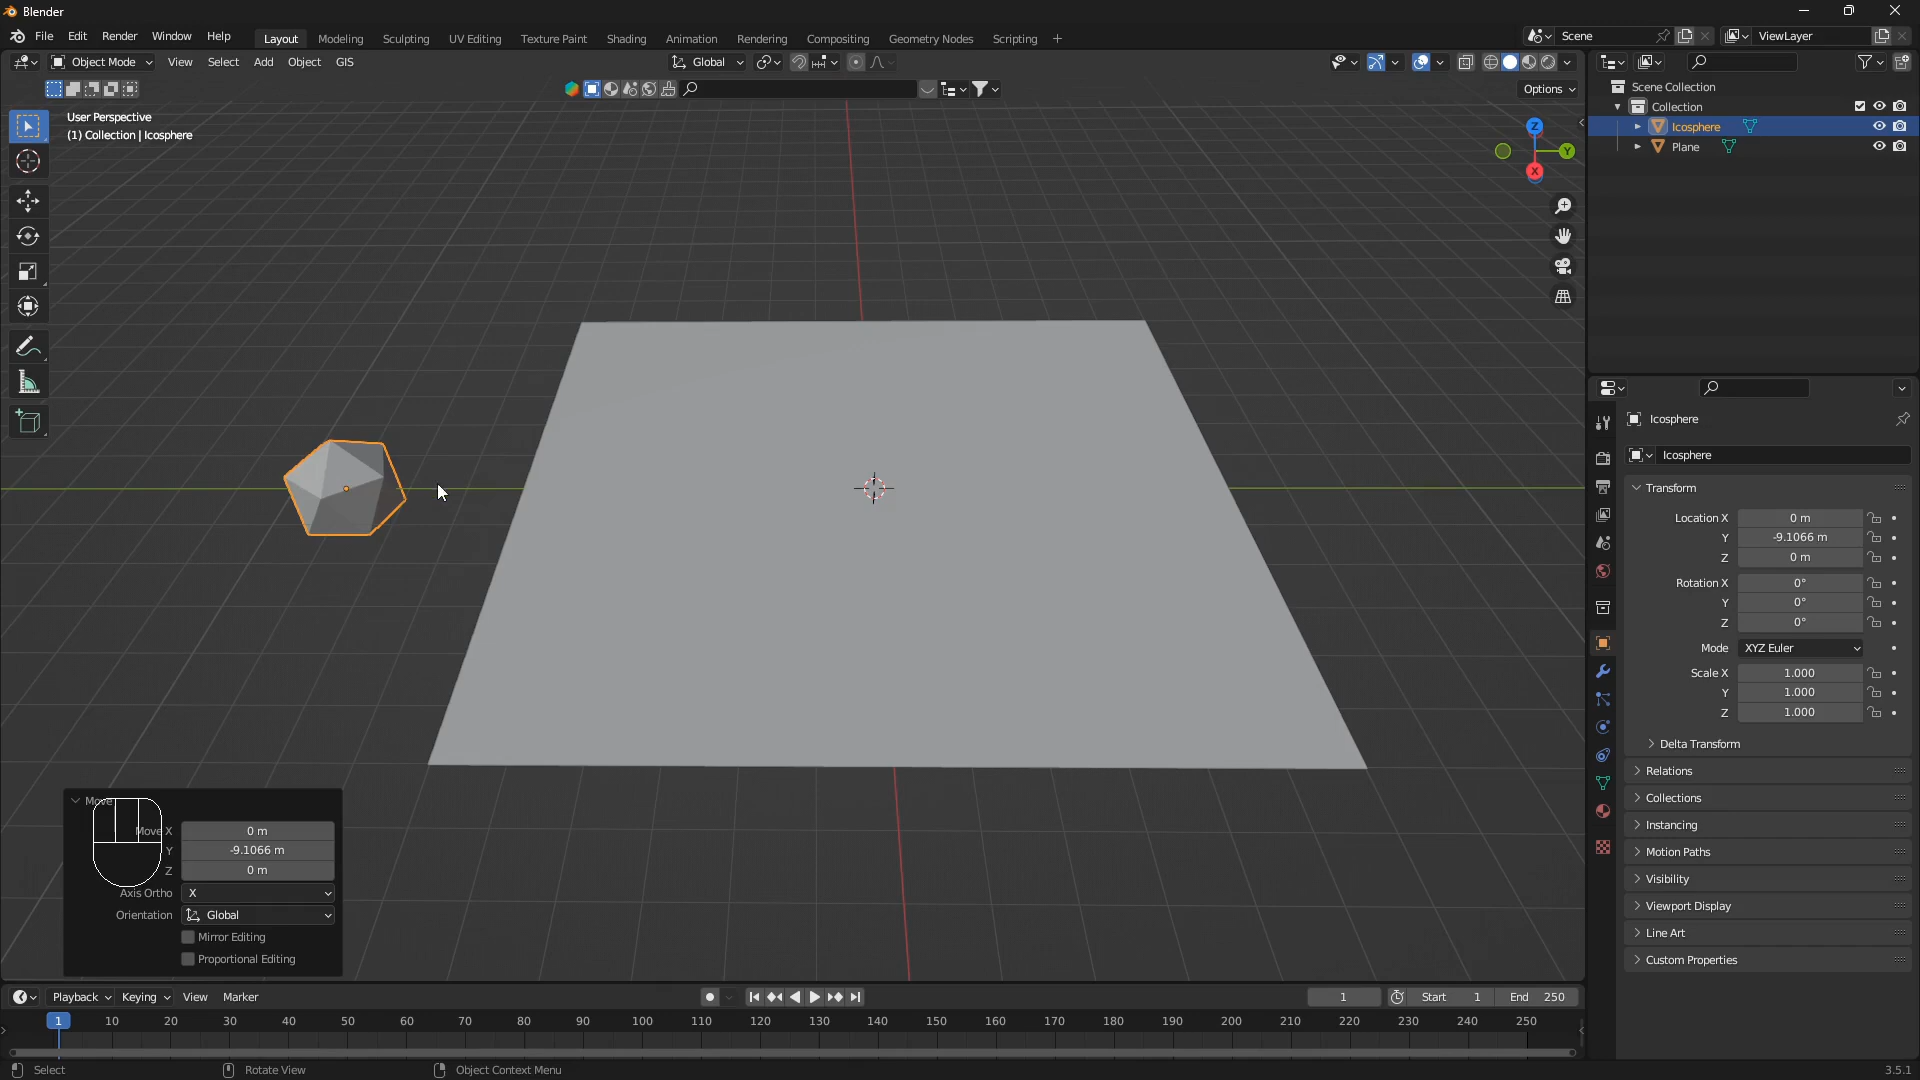 Blender
File Edit Render Window Help
Layout Modeling Sculpting UV Editing Texture Paint Shading Animation Rendering Compositing Geometry Nodes Scripting
Scene ViewLayer
Object Mode View Select Add Object GIS
Global
Options
User Perspective
(1) Collection | Icosphere
Z
Y
X
Scene Collection
Collection
Icosphere
Plane
Icosphere
Icosphere
Transform
Location X 0 m
Y -9.1066 m
Z 0 m
Rotation X 0°
Y 0°
Z 0°
Mode XYZ Euler
Scale X 1.000
Y 1.000
Z 1.000
Delta Transform
Relations
Collections
Instancing
Motion Paths
Visibility
Viewport Display
Line Art
Custom Properties
Move
Move X 0 m
Y -9.1066 m
Z 0 m
Axis Ortho X
Orientation Global
Mirror Editing
Proportional Editing
Playback Keying View Marker
1 Start 1 End 250
1 10 20 30 40 50 60 70 80 90 100 110 120 130 140 150 160 170 180 190 200 210 220 230 240 250
Select Rotate View Object Context Menu
3.5.1